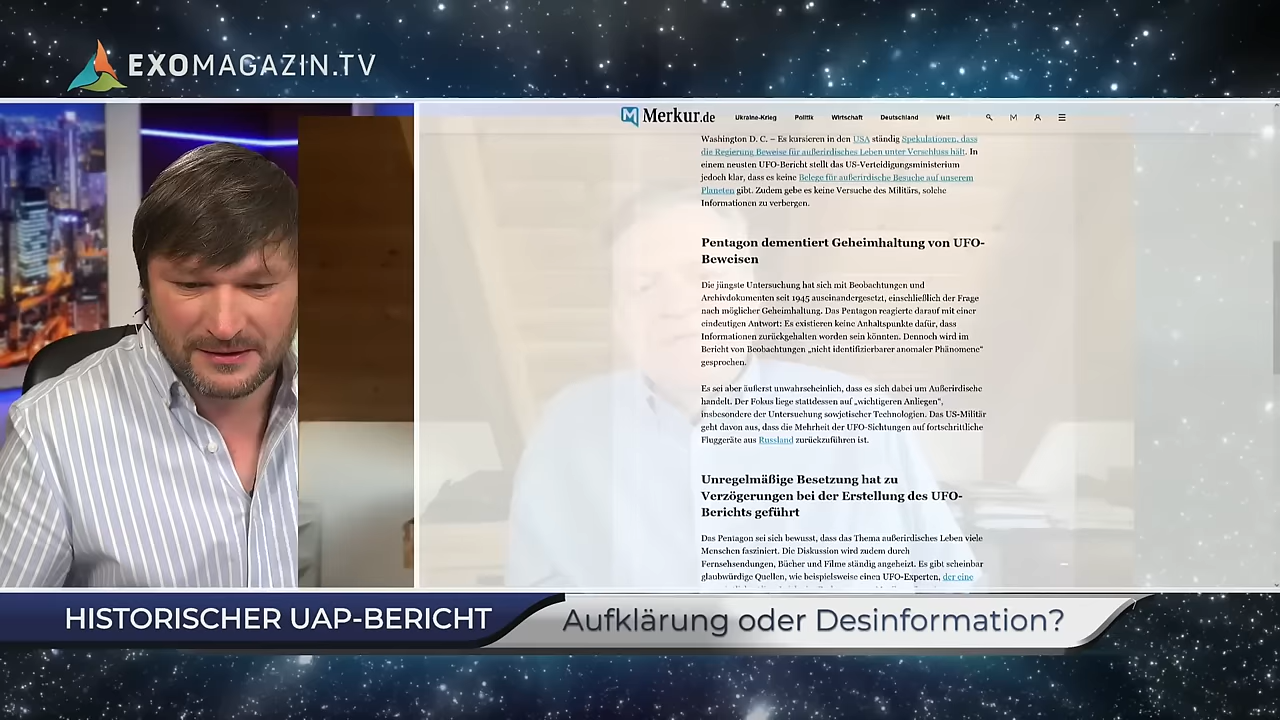 EXOMAGAZIN.TV
Merkur.de
Ukraine-Krieg Politik Wirtschaft Deutschland Welt
Washington D. C. – Es kursieren in den USA ständig Spekulationen, dass
die Regierung Beweise für außerirdisches Leben unter Verschluss hält. In
einem neusten UFO-Bericht stellt das US-Verteidigungsministerium
jedoch klar, dass es keine Belege für außerirdische Besuche auf unserem
Planeten gibt. Zudem gebe es keine Versuche des Militärs, solche
Informationen zu verbergen.
Pentagon dementiert Geheimhaltung von UFO-
Beweisen
Die jüngste Untersuchung hat sich mit Beobachtungen und
Archivdokumenten seit 1945 auseinandergesetzt, einschließlich der Frage
nach möglicher Geheimhaltung. Das Pentagon reagierte darauf mit einer
eindeutigen Antwort: Es existieren keine Anhaltspunkte dafür, dass
Informationen zurückgehalten worden sein könnten. Dennoch wird im
Bericht von Beobachtungen „nicht identifizierbarer anomaler Phänomene“
gesprochen.
Es sei aber äußerst unwahrscheinlich, dass es sich dabei um Außerirdische
handelt. Der Fokus liege stattdessen auf „wichtigeren Anliegen“,
insbesondere der Untersuchung sowjetischer Technologien. Das US-Militär
geht davon aus, dass die Mehrheit der UFO-Sichtungen auf fortschrittliche
Fluggeräte aus Russland zurückzuführen ist.
Unregelmäßige Besetzung hat zu
Verzögerungen bei der Erstellung des UFO-
Berichts geführt
Das Pentagon sei sich bewusst, dass das Thema außerirdisches Leben viele
Menschen fasziniert. Die Diskussion wird zudem durch
Fernsehsendungen, Bücher und Filme ständig angeheizt. Es gibt scheinbar
glaubwürdige Quellen, wie beispielsweise einen UFO-Experten, der eine
HISTORISCHER UAP-BERICHT
Aufklärung oder Desinformation?